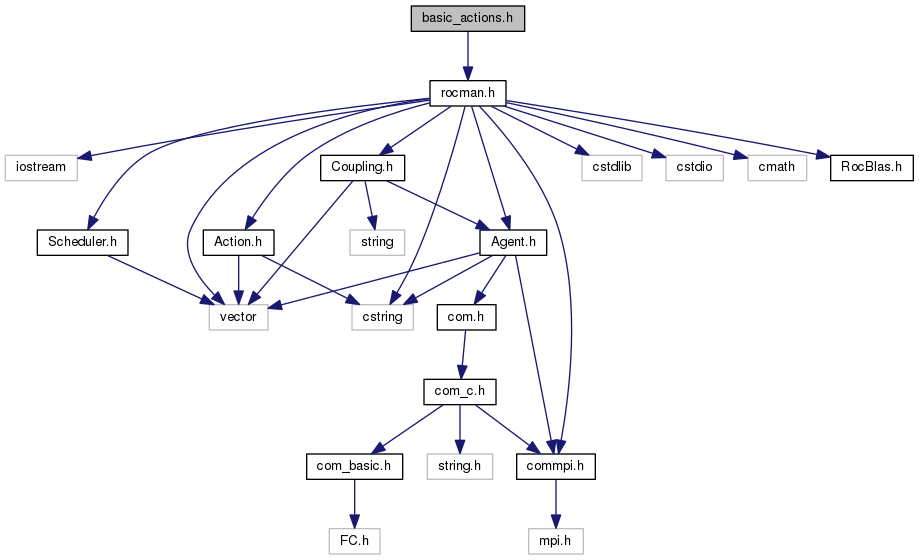 basic_actions.h
rocman.h
iostream
Coupling.h
cstdlib
cstdio
cmath
RocBlas.h
Scheduler.h
Action.h
string
Agent.h
vector
cstring
com.h
com_c.h
com_basic.h
string.h
commpi.h
FC.h
mpi.h